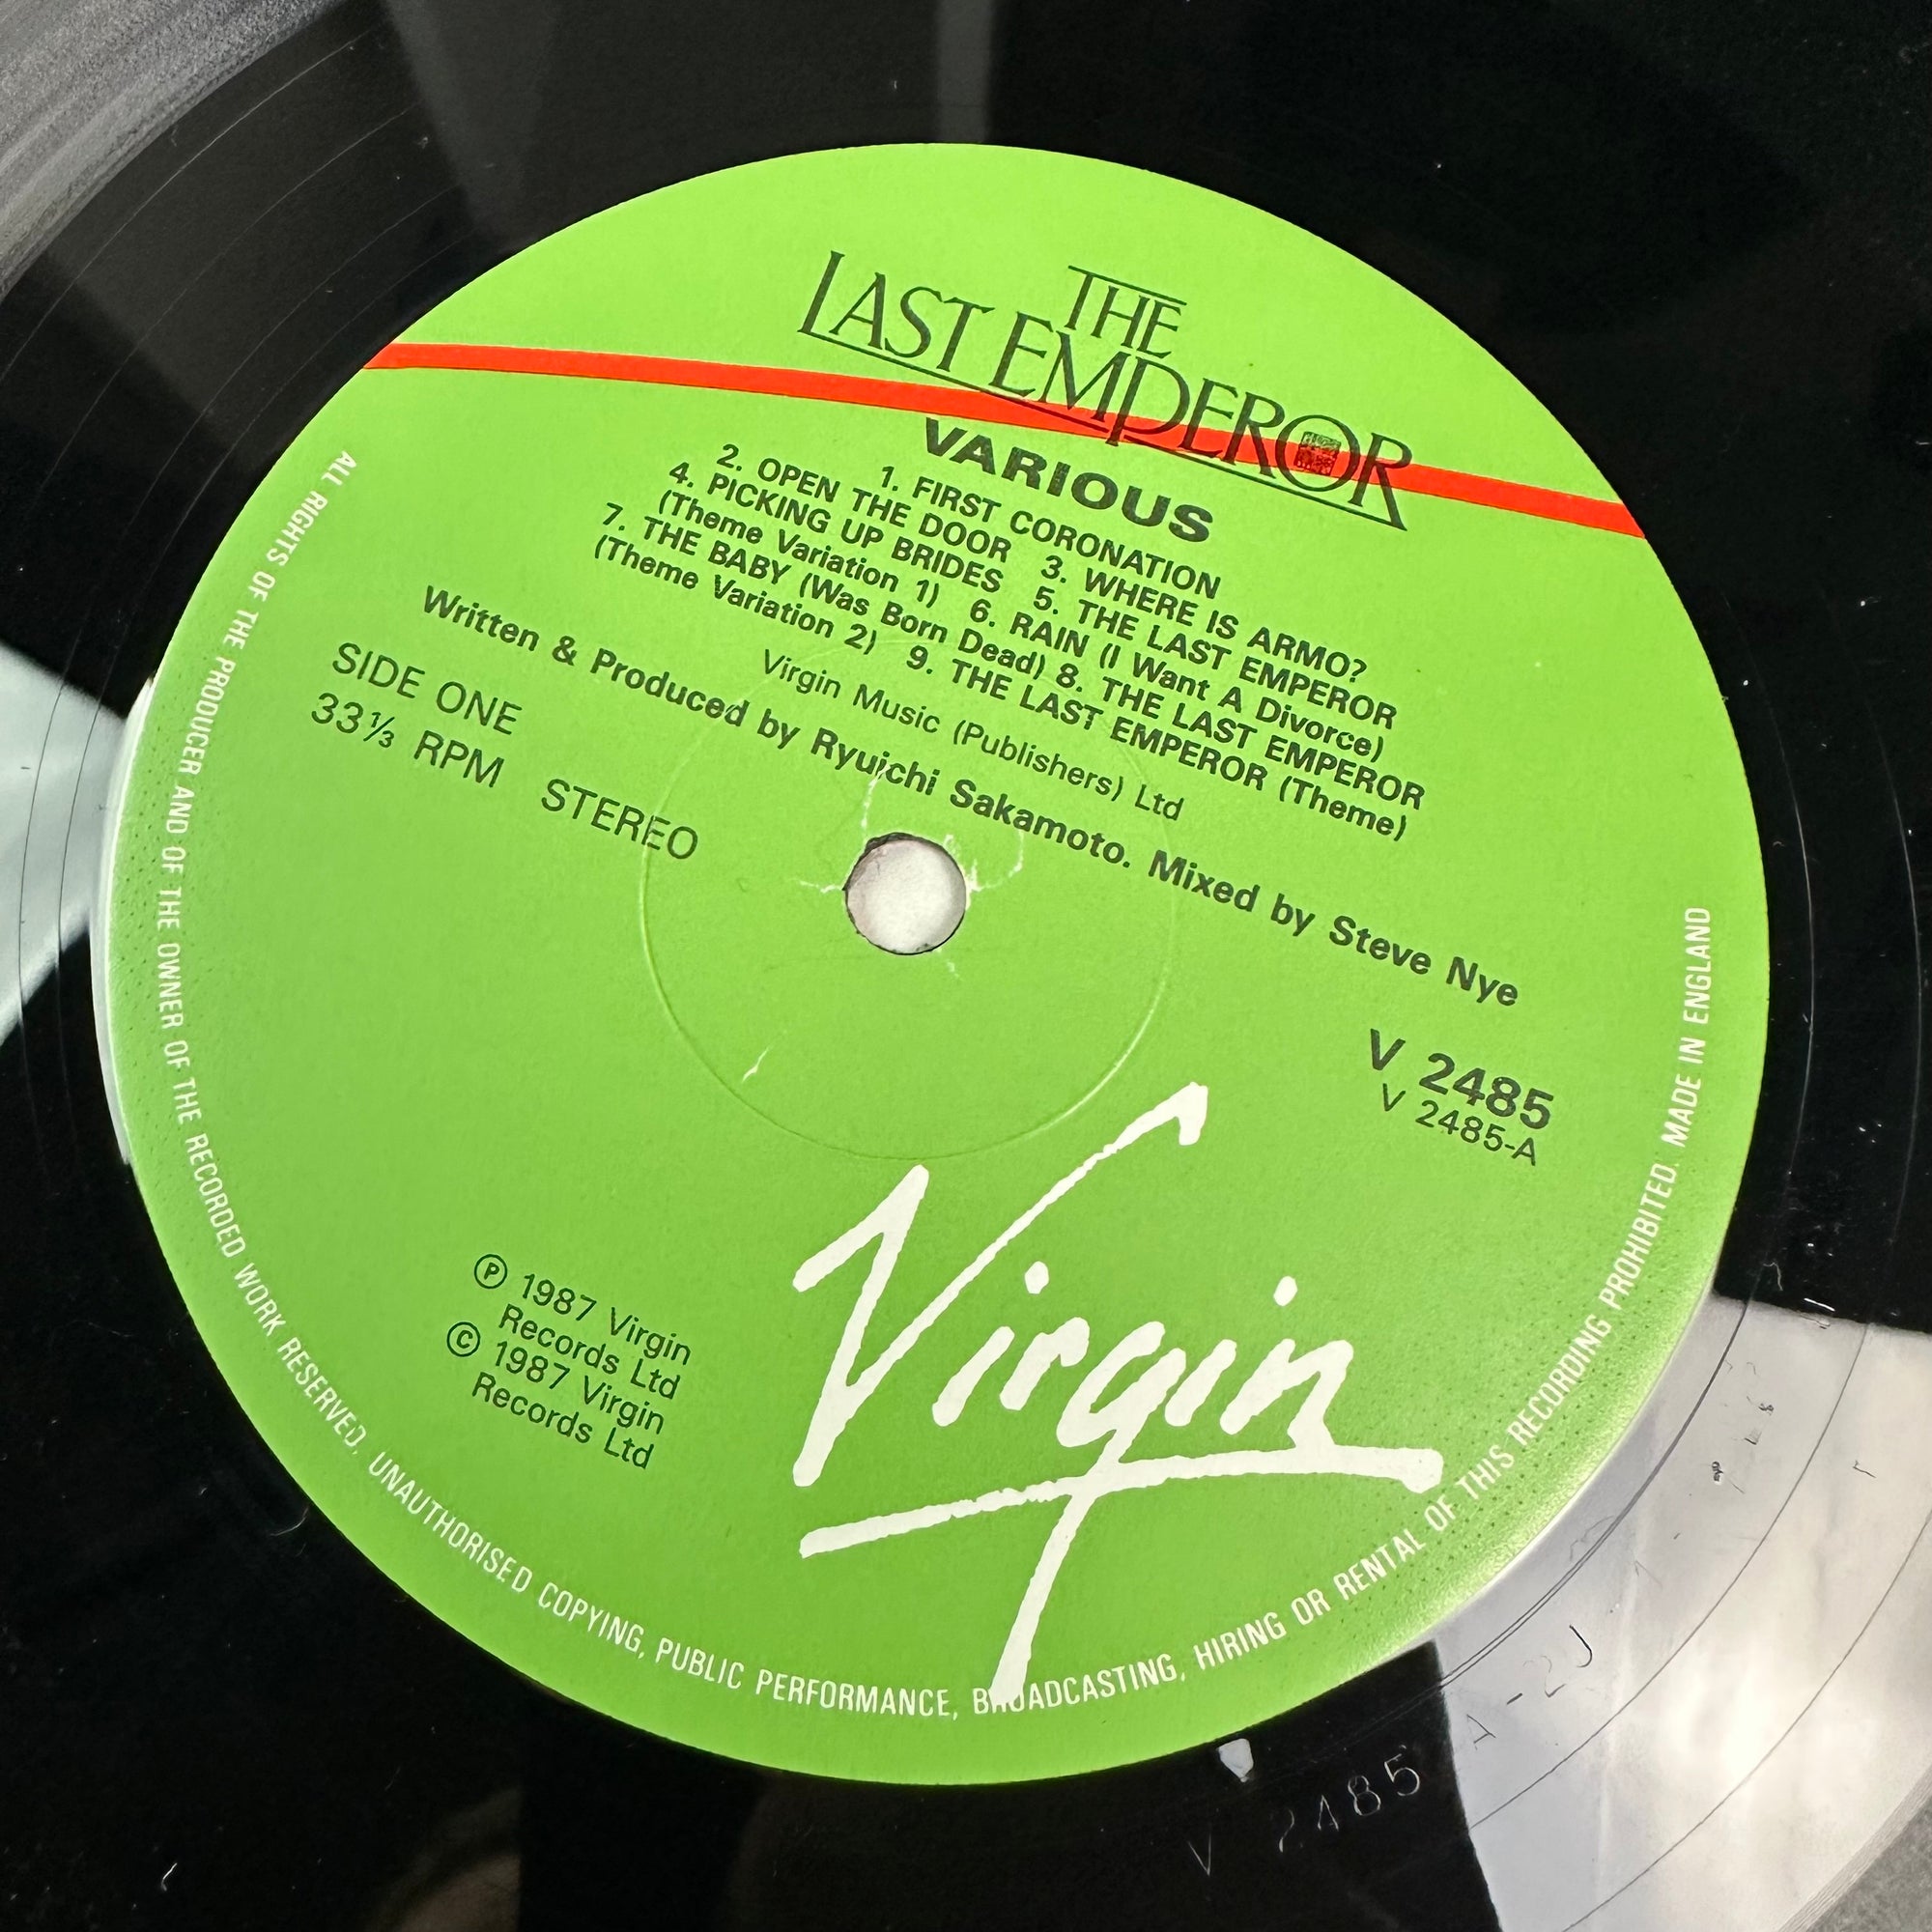 THE
LAST EMPEROR
VARIOUS
1. FIRST CORONATION
2. OPEN THE DOOR 3. WHERE IS ARMO?
4. PICKING UP BRIDES 5. THE LAST EMPEROR
(Theme Variation 1) 6. RAIN (I Want A Divorce)
7. THE BABY (Was Born Dead) 8. THE LAST EMPEROR
(Theme Variation 2) 9. THE LAST EMPEROR (Theme)
Virgin Music (Publishers) Ltd
Written & Produced by Ryuichi Sakamoto. Mixed by Steve Nye
SIDE ONE
33⅓ RPM STEREO
V 2485
V 2485-A
Ⓟ 1987 Virgin
Records Ltd
© 1987 Virgin
Records Ltd
Virgin
ALL RIGHTS OF THE PRODUCER AND OF THE OWNER OF THE RECORDED WORK RESERVED. UNAUTHORISED COPYING, PUBLIC PERFORMANCE, BROADCASTING, HIRING OR RENTAL OF THIS RECORDING PROHIBITED. MADE IN ENGLAND
V 2485 A-2U